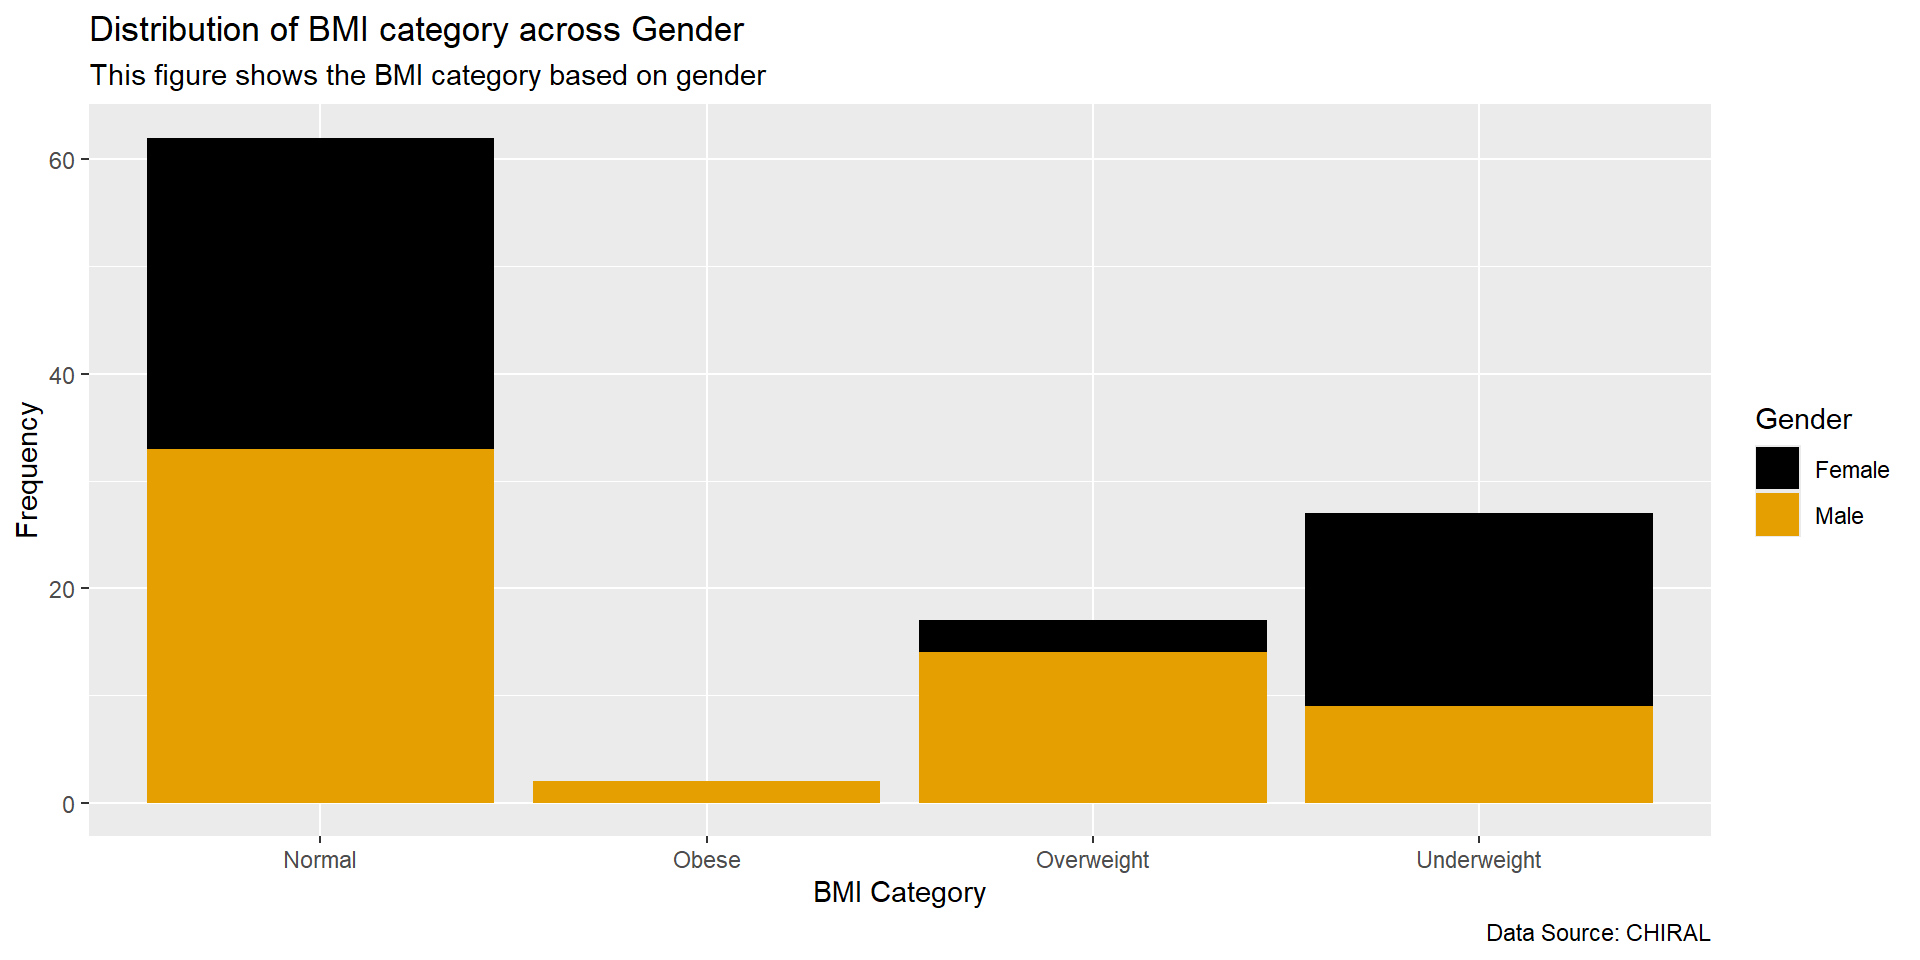 Distribution of BMI category across Gender
This figure shows the BMI category based on gender
60
40
20
0
Frequency
Normal
Obese
Overweight
Underweight
BMI Category
Gender
Female
Male
Data Source: CHIRAL